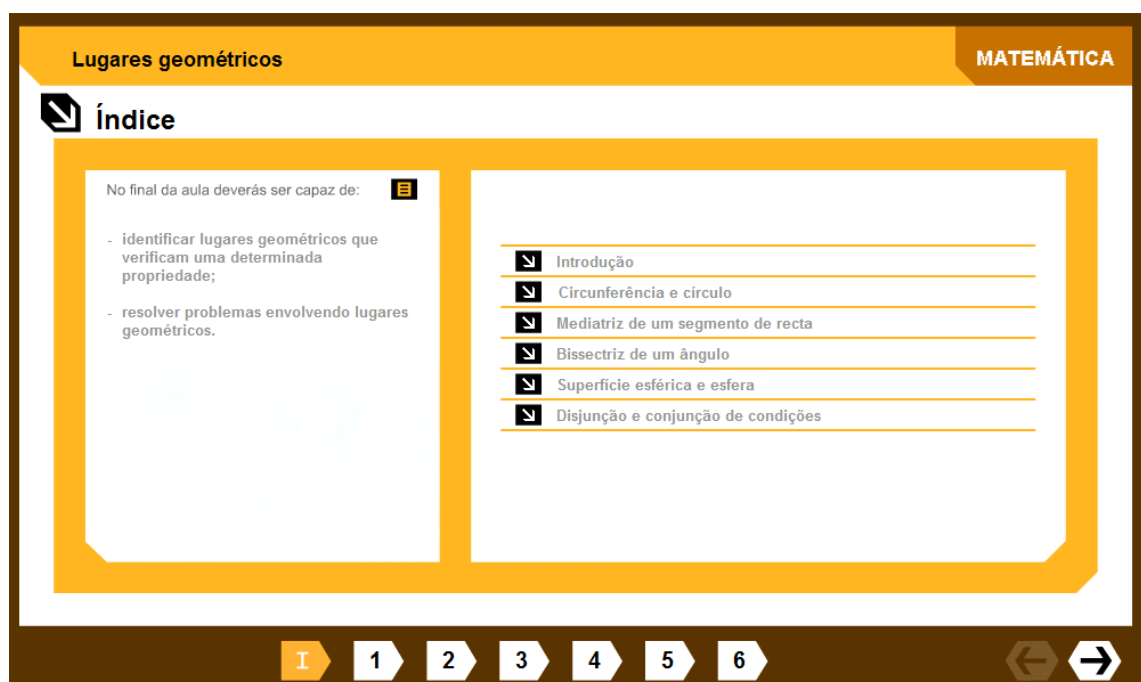 Lugares geométricos
MATEMÁTICA
Índice
No final da aula deverás ser capaz de:
- identificar lugares geométricos que
verificam uma determinada
propriedade;
- resolver problemas envolvendo lugares
geométricos.
Introdução
Circunferência e círculo
Mediatriz de um segmento de recta
Bissectriz de um ângulo
Superfície esférica e esfera
Disjunção e conjunção de condições
I 1 2 3 4 5 6